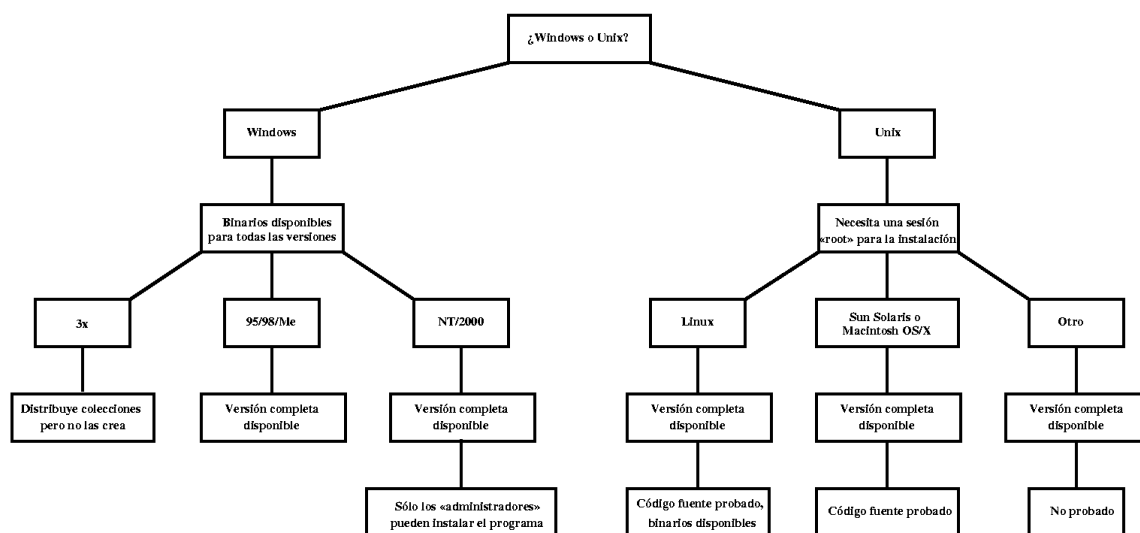 ¿Windows o Unix?
Windows
Unix
Binarios disponibles
para todas las versiones
Necesita una sesión
«root» para la instalación
3x
95/98/Me
NT/2000
Linux
Sun Solaris o
Macintosh OS/X
Otro
Distribuye colecciones
pero no las crea
Versión completa
disponible
Versión completa
disponible
Versión completa
disponible
Versión completa
disponible
Versión completa
disponible
Sólo los «administradores»
pueden instalar el programa
Código fuente probado,
binarios disponibles
Código fuente probado
No probado